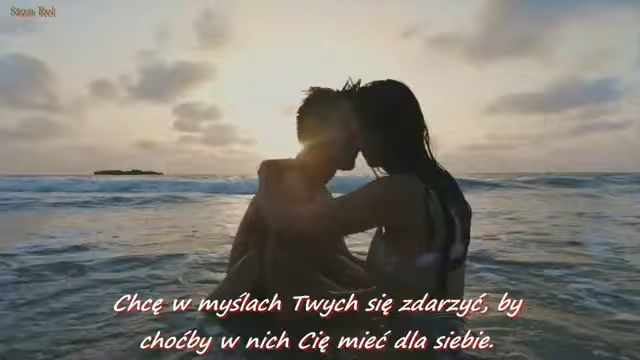 Chcę w myślach Twych się zdarzyć, by
choćby w nich Cię mieć dla siebie.